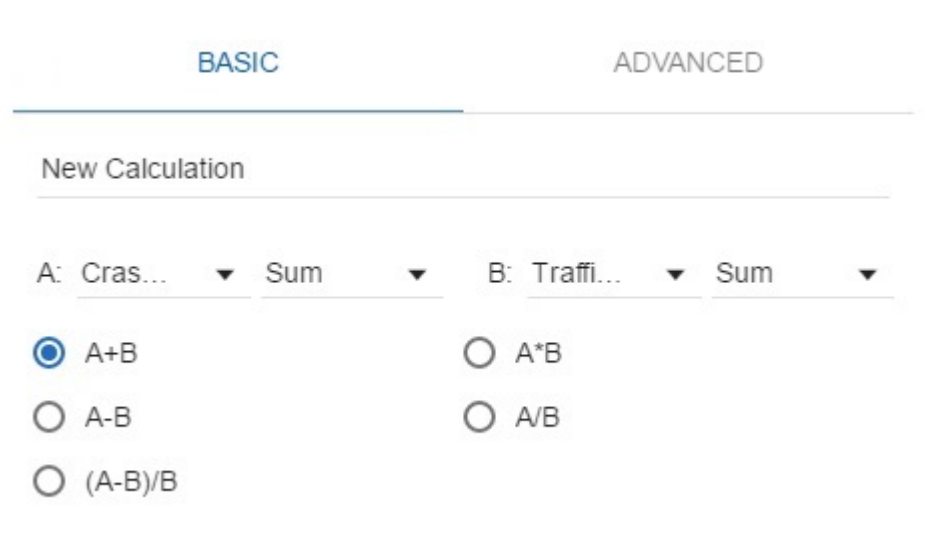 BASIC ADVANCED
New Calculation
A: Cras... Sum B: Traffi... Sum
A+B A*B
A-B A/B
(A-B)/B